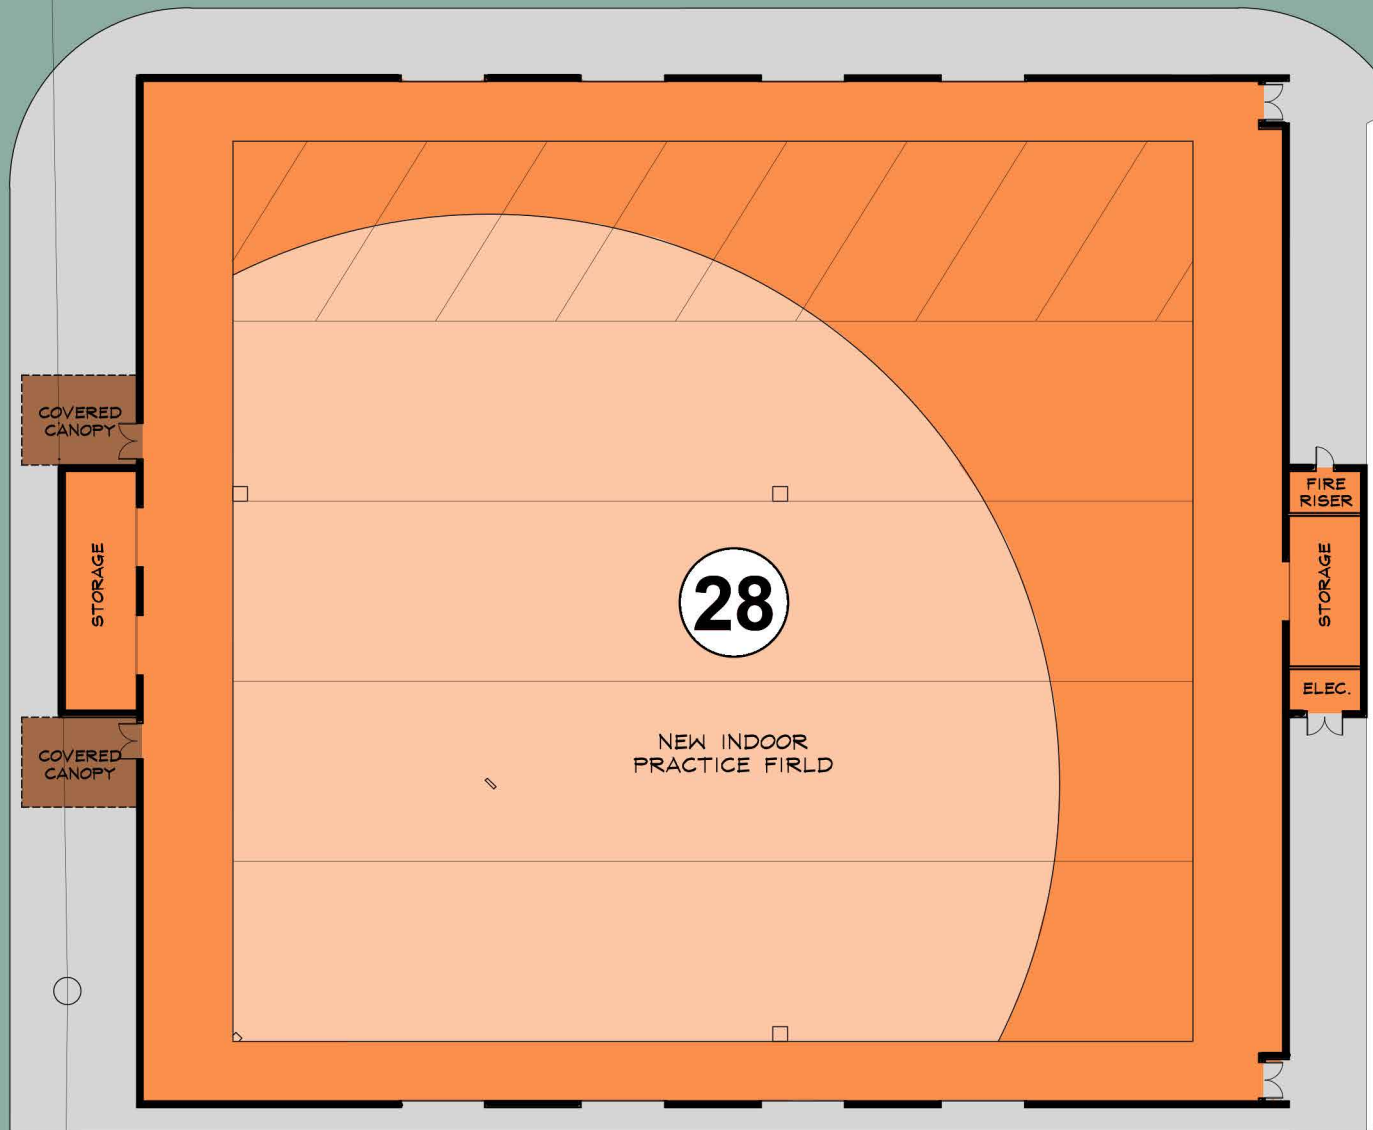 COVERED
CANOPY
FIRE
RISER
STORAGE
STORAGE
28
ELEC.
NEW INDOOR
PRACTICE FIRLD
COVERED
CANOPY